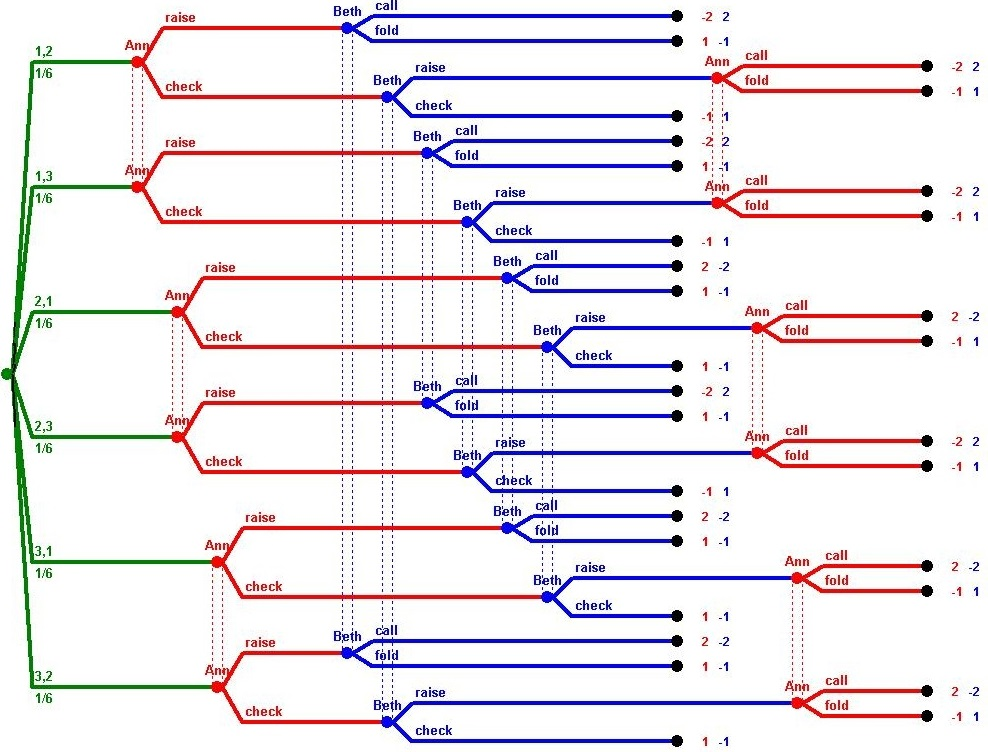 Beth call -2 2
raise fold 1 -1
1,2 Ann raise Ann call -2 2
1/6 check Beth fold -1 1
check -1 1
Beth call -2 2
raise fold 1 -1
1,3 Ann raise Ann call -2 2
1/6 check Beth fold -1 1
check -1 1
Beth call 2 -2
raise fold 1 -1
2,1 Ann raise Ann call 2 -2
1/6 check Beth fold -1 1
check 1 -1
Beth call -2 2
raise fold 1 -1
2,3 Ann raise Ann call -2 2
1/6 check Beth fold -1 1
check -1 1
Beth call 2 -2
raise fold 1 -1
3,1 Ann raise Ann call 2 -2
1/6 check Beth fold -1 1
check 1 -1
Beth call 2 -2
raise fold 1 -1
3,2 Ann raise Ann call 2 -2
1/6 check Beth fold -1 1
check 1 -1